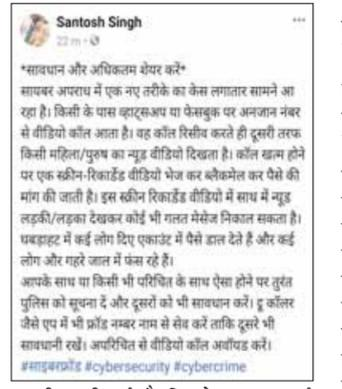 Santosh Singh
22 m
*सावधान और अधिकतम शेयर करें*
सायबर अपराध में एक नए तरीके का केस लगातार सामने आ
रहा है। किसी के पास व्हाट्सअप या फेसबुक पर अनजान नंबर
से वीडियो कॉल आता है। वह कॉल रिसीव करते ही दूसरी तरफ
किसी महिला/पुरुष का न्यूड वीडियो दिखता है। कॉल खत्म होने
पर एक स्क्रीन-रिकार्डेड वीडियो भेज कर ब्लैकमेल कर पैसे की
मांग की जाती है। इस स्क्रीन रिकार्डेड वीडियो में साथ में न्यूड
लड़की/लड़का देखकर कोई भी गलत मेसेज निकाल सकता है।
घबड़ाहट में कई लोग दिए एकाउंट में पैसे डाल देते हैं और कई
लोग और गहरे जाल में फंस रहे हैं।
आपके साथ या किसी भी परिचित के साथ ऐसा होने पर तुरंत
पुलिस को सूचना दें और दूसरों को भी सावधान करें। ट्रू कॉलर
जैसे एप में भी फ्रॉड नम्बर नाम से सेव करें ताकि दूसरे भी
सावधानी रखें। अपरिचित से वीडियो कॉल अवॉयड करें।
#साइबरफ्रॉड #cybersecurity #cybercrime